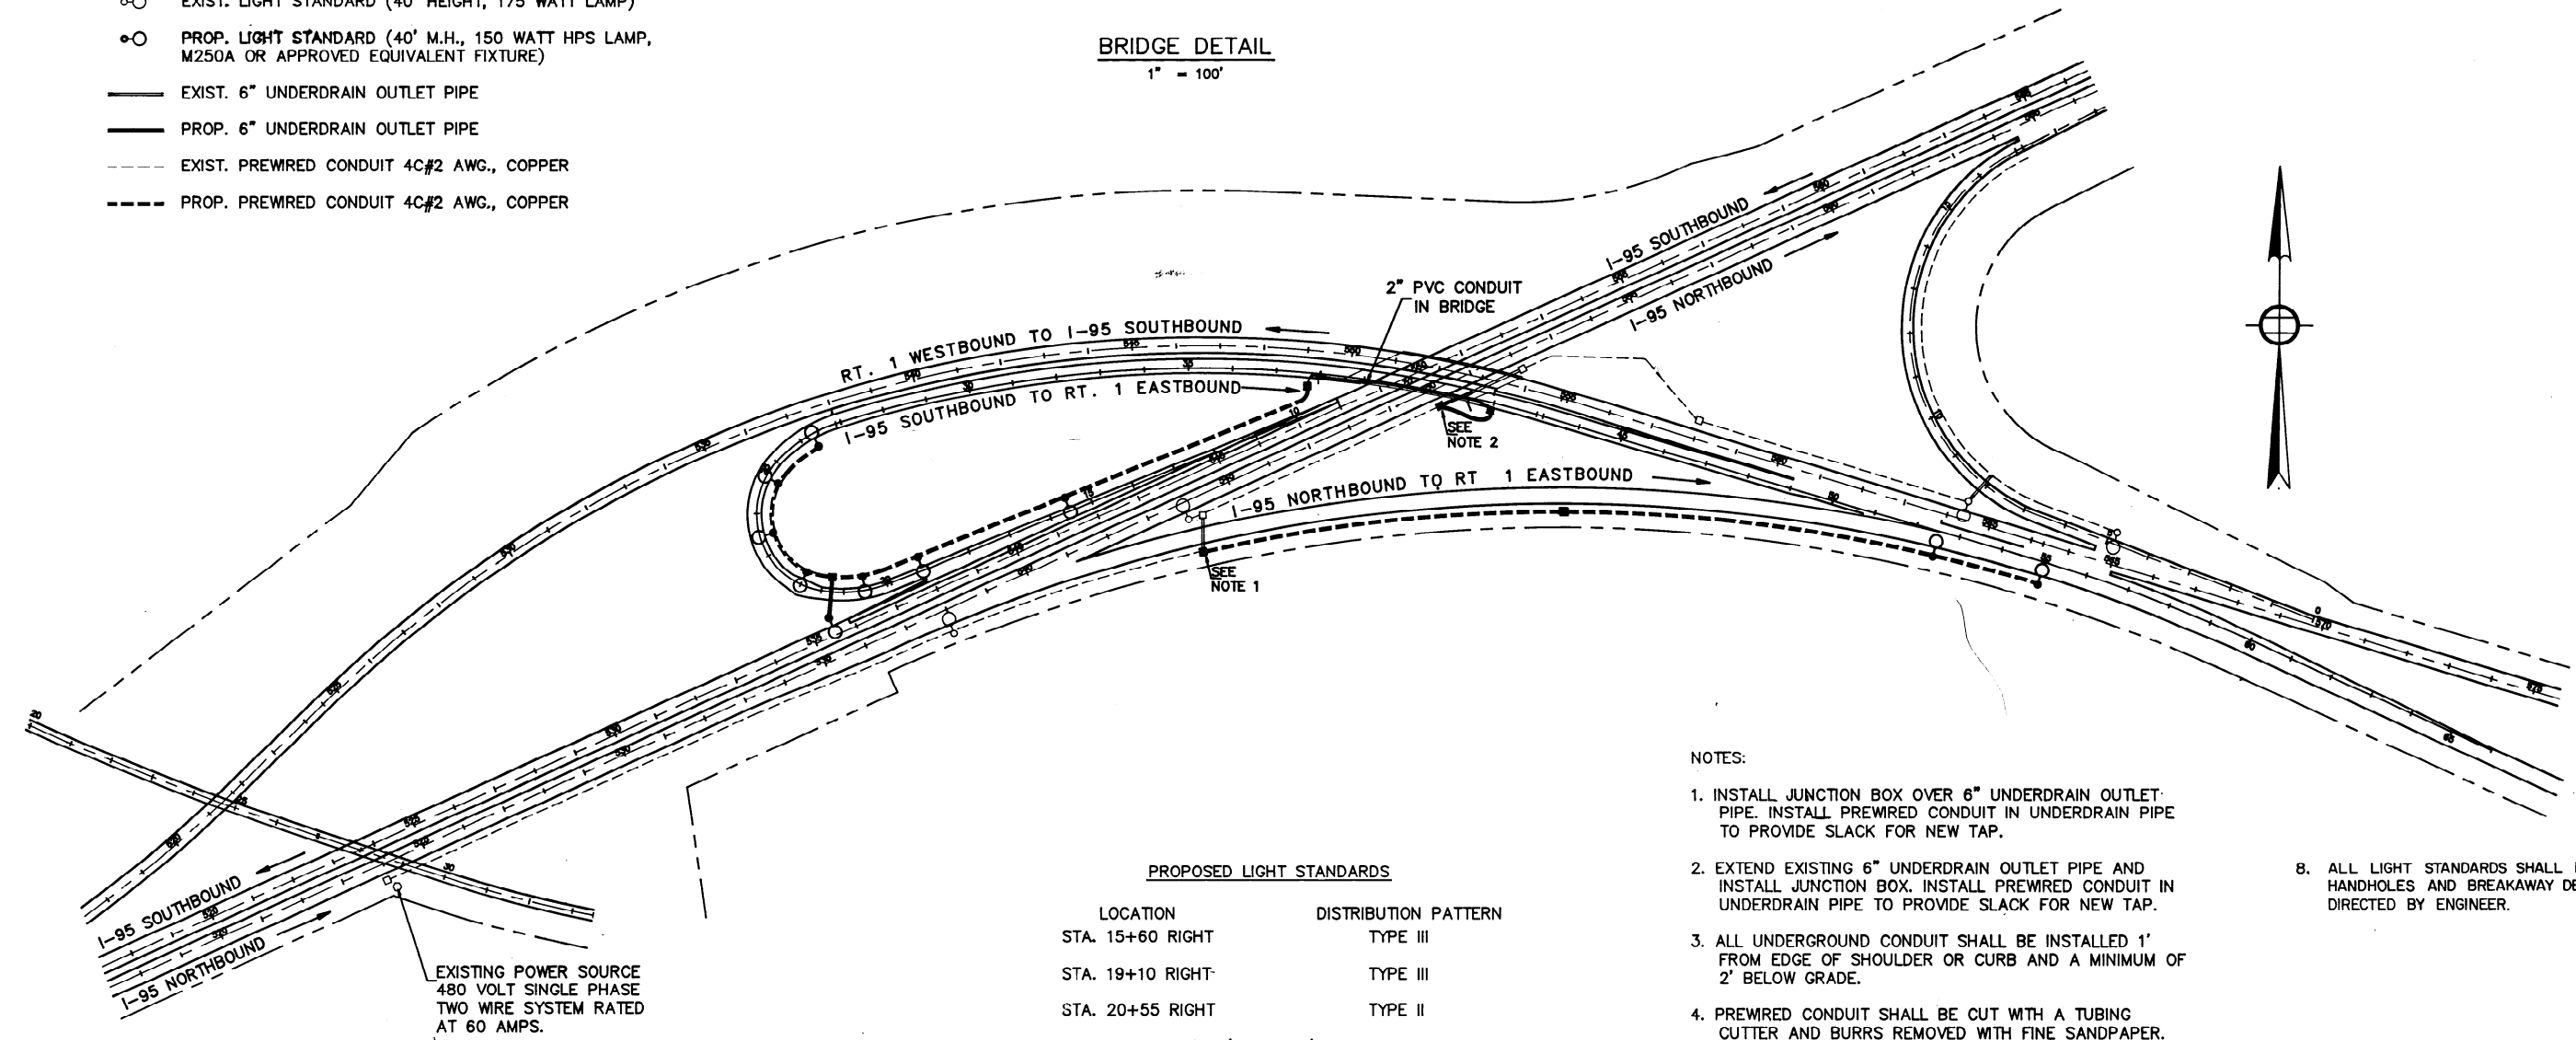 EXIST. LIGHT STANDARD (40' HEIGHT, 175 WATT LAMP)
PROP. LIGHT STANDARD (40' M.H., 150 WATT HPS LAMP,
M250A OR APPROVED EQUIVALENT FIXTURE)
EXIST. 6" UNDERDRAIN OUTLET PIPE
PROP. 6" UNDERDRAIN OUTLET PIPE
EXIST. PREWIRED CONDUIT 4C#2 AWG., COPPER
PROP. PREWIRED CONDUIT 4C#2 AWG., COPPER
BRIDGE DETAIL
1" = 100'
I-95 SOUTHBOUND
I-95 NORTHBOUND
2" PVC CONDUIT
IN BRIDGE
RT. 1 WESTBOUND TO I-95 SOUTHBOUND
I-95 SOUTHBOUND TO RT. 1 EASTBOUND
SEE
NOTE 2
I-95 NORTHBOUND TO RT 1 EASTBOUND
SEE
NOTE 1
I-95 SOUTHBOUND
I-95 NORTHBOUND
EXISTING POWER SOURCE
480 VOLT SINGLE PHASE
TWO WIRE SYSTEM RATED
AT 60 AMPS.
PROPOSED LIGHT STANDARDS
LOCATION DISTRIBUTION PATTERN
STA. 15+60 RIGHT TYPE III
STA. 19+10 RIGHT TYPE III
STA. 20+55 RIGHT TYPE II
NOTES:
1. INSTALL JUNCTION BOX OVER 6" UNDERDRAIN OUTLET
PIPE. INSTALL PREWIRED CONDUIT IN UNDERDRAIN PIPE
TO PROVIDE SLACK FOR NEW TAP.
2. EXTEND EXISTING 6" UNDERDRAIN OUTLET PIPE AND
INSTALL JUNCTION BOX. INSTALL PREWIRED CONDUIT IN
UNDERDRAIN PIPE TO PROVIDE SLACK FOR NEW TAP.
3. ALL UNDERGROUND CONDUIT SHALL BE INSTALLED 1'
FROM EDGE OF SHOULDER OR CURB AND A MINIMUM OF
2' BELOW GRADE.
4. PREWIRED CONDUIT SHALL BE CUT WITH A TUBING
CUTTER AND BURRS REMOVED WITH FINE SANDPAPER.
8. ALL LIGHT STANDARDS SHALL
HANDHOLES AND BREAKAWAY
DIRECTED BY ENGINEER.